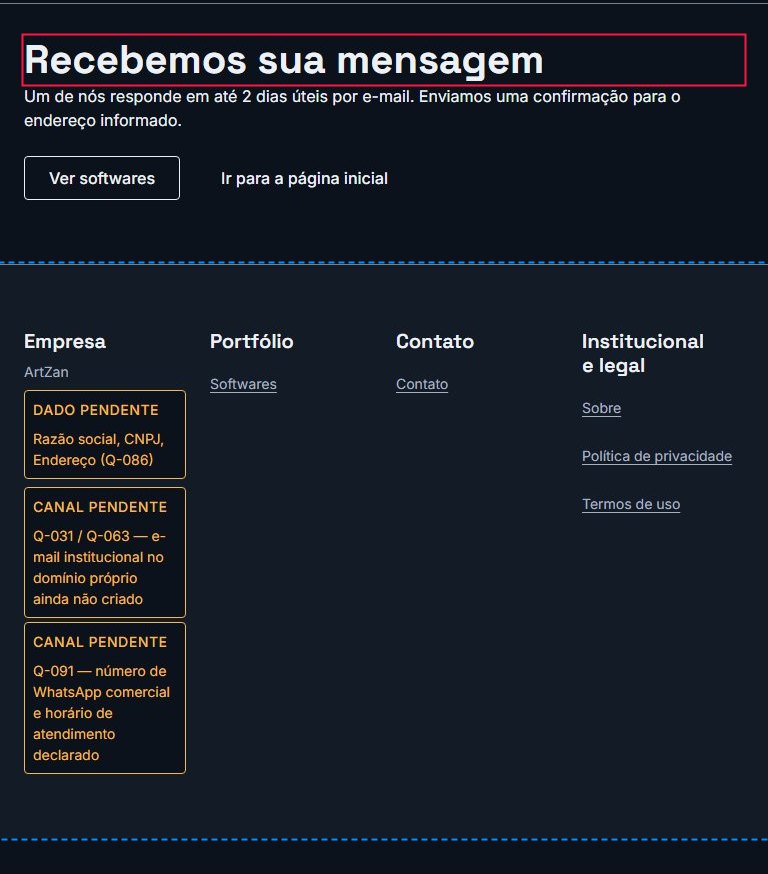 Recebemos sua mensagem
Um de nós responde em até 2 dias úteis por e-mail. Enviamos uma confirmação para o
endereço informado.
Ver softwares
Ir para a página inicial
Empresa
ArtZan
DADO PENDENTE
Razão social, CNPJ,
Endereço (Q-086)
CANAL PENDENTE
Q-031 / Q-063 — e-
mail institucional no
domínio próprio
ainda não criado
CANAL PENDENTE
Q-091 — número de
WhatsApp comercial
e horário de
atendimento
declarado
Portfólio
Softwares
Contato
Contato
Institucional
e legal
Sobre
Política de privacidade
Termos de uso